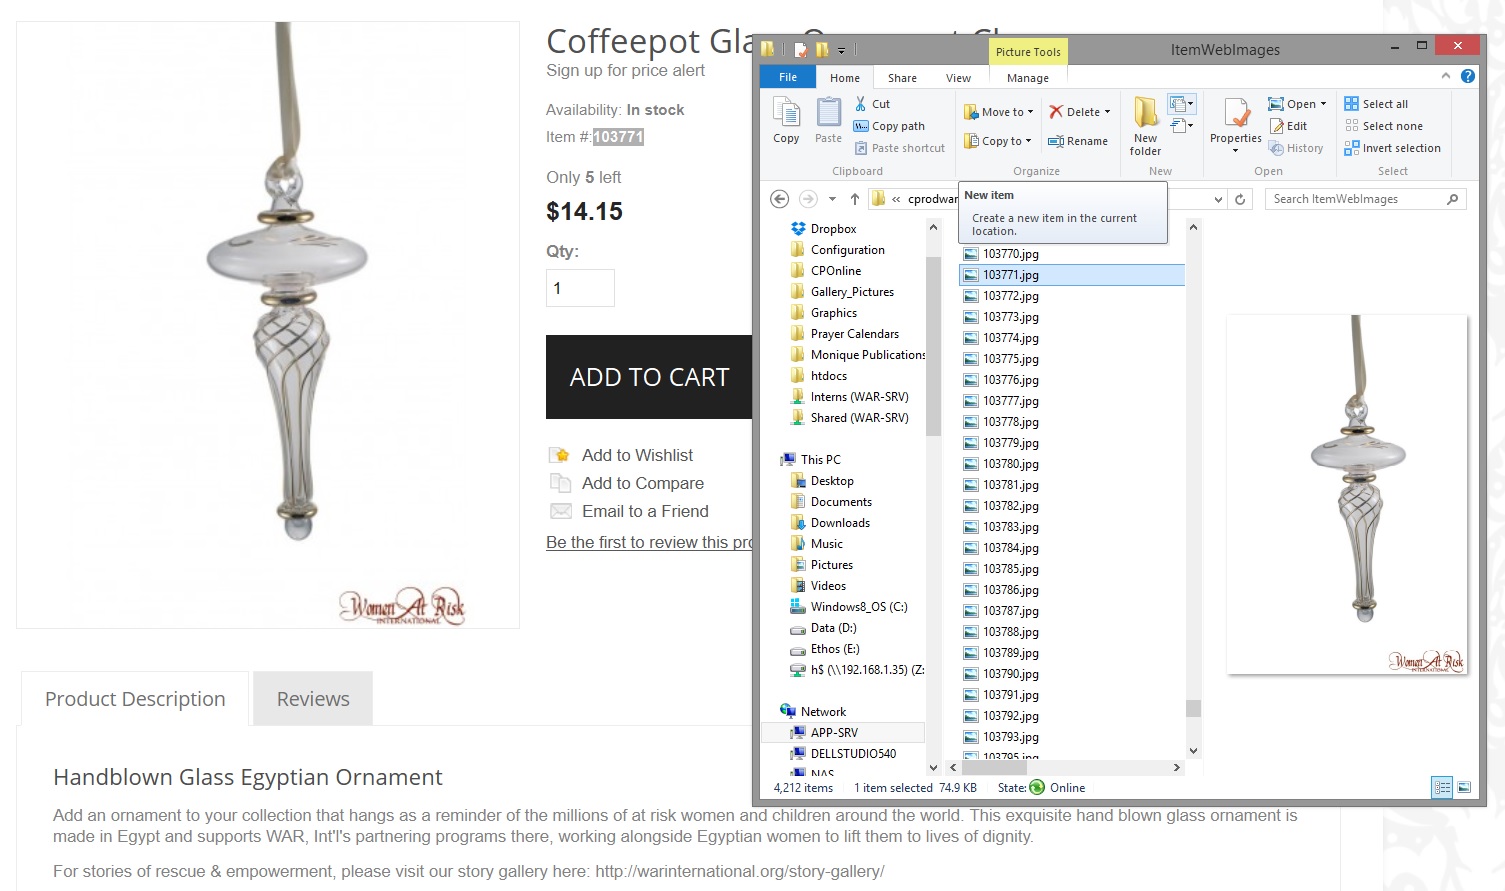 Coffeepot Gla
Sign up for price alert
Availability: In stock
Item #:103771
Only 5 left
$14.15
Qty:
1
ADD TO CART
Add to Wishlist
Add to Compare
Email to a Friend
Be the first to review this pro
Women At Risk
INTERNATIONAL
Product Description
Reviews
Handblown Glass Egyptian Ornament
Add an ornament to your collection that hangs as a reminder of the millions of at risk women and children around the world. This exquisite hand blown glass ornament is
made in Egypt and supports WAR, Int'l's partnering programs there, working alongside Egyptian women to lift them to lives of dignity.
For stories of rescue & empowerment, please visit our story gallery here: http://warinternational.org/story-gallery/
Picture Tools
ItemWebImages
File
Home
Share
View
Manage
Copy
Paste
Cut
Copy path
Paste shortcut
Clipboard
Move to
Copy to
Delete
Rename
Organize
New
folder
New
Properties
Open
Edit
History
Open
Select all
Select none
Invert selection
Select
« cprodwar
Search ItemWebImages
New item
Create a new item in the current
location.
Dropbox
Configuration
CPOnline
Gallery_Pictures
Graphics
Prayer Calendars
Monique Publications
htdocs
Interns (WAR-SRV)
Shared (WAR-SRV)
This PC
Desktop
Documents
Downloads
Music
Pictures
Videos
Windows8_OS (C:)
Data (D:)
Ethos (E:)
h$ (\\192.168.1.35) (Z:
Network
APP-SRV
DELLSTUDIO540
NAS
103770.jpg
103771.jpg
103772.jpg
103773.jpg
103774.jpg
103775.jpg
103776.jpg
103777.jpg
103778.jpg
103779.jpg
103780.jpg
103781.jpg
103782.jpg
103783.jpg
103784.jpg
103785.jpg
103786.jpg
103787.jpg
103788.jpg
103789.jpg
103790.jpg
103791.jpg
103792.jpg
103793.jpg
103795.jpg
Women At Risk
INTERNATIONAL
4,212 items
1 item selected 74.9 KB
State: Online